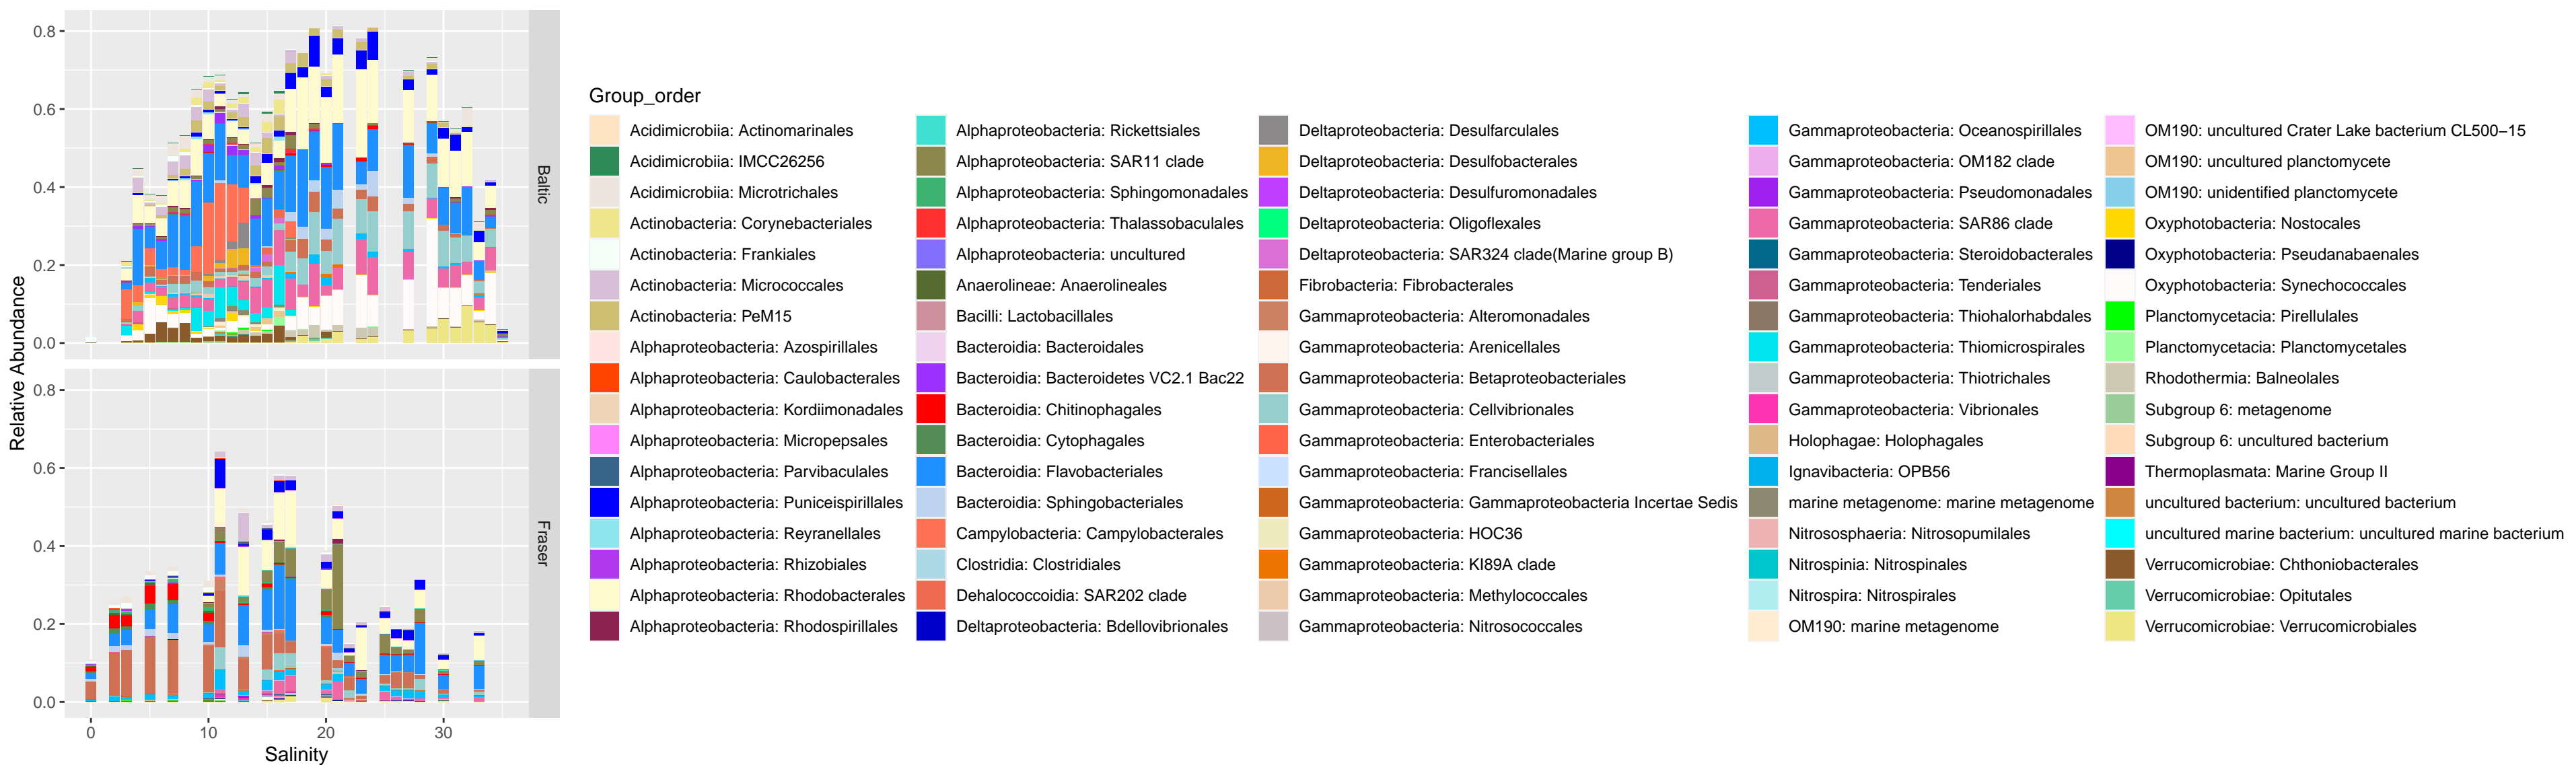 0.8
0.6
0.4
0.2
0.0
Baltic
0.8
0.6
0.4
0.2
0.0
Fraser
0 10 20 30
Salinity
Relative Abundance
Group_order
Acidimicrobiia: Actinomarinales
Acidimicrobiia: IMCC26256
Acidimicrobiia: Microtrichales
Actinobacteria: Corynebacteriales
Actinobacteria: Frankiales
Actinobacteria: Micrococcales
Actinobacteria: PeM15
Alphaproteobacteria: Azospirillales
Alphaproteobacteria: Caulobacterales
Alphaproteobacteria: Kordiimonadales
Alphaproteobacteria: Micropepsales
Alphaproteobacteria: Parvibaculales
Alphaproteobacteria: Puniceispirillales
Alphaproteobacteria: Reyranellales
Alphaproteobacteria: Rhizobiales
Alphaproteobacteria: Rhodobacterales
Alphaproteobacteria: Rhodospirillales
Alphaproteobacteria: Rickettsiales
Alphaproteobacteria: SAR11 clade
Alphaproteobacteria: Sphingomonadales
Alphaproteobacteria: Thalassobaculales
Alphaproteobacteria: uncultured
Anaerolineae: Anaerolineales
Bacilli: Lactobacillales
Bacteroidia: Bacteroidales
Bacteroidia: Bacteroidetes VC2.1 Bac22
Bacteroidia: Chitinophagales
Bacteroidia: Cytophagales
Bacteroidia: Flavobacteriales
Bacteroidia: Sphingobacteriales
Campylobacteria: Campylobacterales
Clostridia: Clostridiales
Dehalococcoidia: SAR202 clade
Deltaproteobacteria: Bdellovibrionales
Deltaproteobacteria: Desulfarculales
Deltaproteobacteria: Desulfobacterales
Deltaproteobacteria: Desulfuromonadales
Deltaproteobacteria: Oligoflexales
Deltaproteobacteria: SAR324 clade(Marine group B)
Fibrobacteria: Fibrobacterales
Gammaproteobacteria: Alteromonadales
Gammaproteobacteria: Arenicellales
Gammaproteobacteria: Betaproteobacteriales
Gammaproteobacteria: Cellvibrionales
Gammaproteobacteria: Enterobacteriales
Gammaproteobacteria: Francisellales
Gammaproteobacteria: Gammaproteobacteria Incertae Sedis
Gammaproteobacteria: HOC36
Gammaproteobacteria: KI89A clade
Gammaproteobacteria: Methylococcales
Gammaproteobacteria: Nitrosococcales
Gammaproteobacteria: Oceanospirillales
Gammaproteobacteria: OM182 clade
Gammaproteobacteria: Pseudomonadales
Gammaproteobacteria: SAR86 clade
Gammaproteobacteria: Steroidobacterales
Gammaproteobacteria: Tenderiales
Gammaproteobacteria: Thiohalorhabdales
Gammaproteobacteria: Thiomicrospirales
Gammaproteobacteria: Thiotrichales
Gammaproteobacteria: Vibrionales
Holophagae: Holophagales
Ignavibacteria: OPB56
marine metagenome: marine metagenome
Nitrososphaeria: Nitrosopumilales
Nitrospinia: Nitrospinales
Nitrospira: Nitrospirales
OM190: marine metagenome
OM190: uncultured Crater Lake bacterium CL500−15
OM190: uncultured planctomycete
OM190: unidentified planctomycete
Oxyphotobacteria: Nostocales
Oxyphotobacteria: Pseudanabaenales
Oxyphotobacteria: Synechococcales
Planctomycetacia: Pirellulales
Planctomycetacia: Planctomycetales
Rhodothermia: Balneolales
Subgroup 6: metagenome
Subgroup 6: uncultured bacterium
Thermoplasmata: Marine Group II
uncultured bacterium: uncultured bacterium
uncultured marine bacterium: uncultured marine bacterium
Verrucomicrobiae: Chthoniobacterales
Verrucomicrobiae: Opitutales
Verrucomicrobiae: Verrucomicrobiales